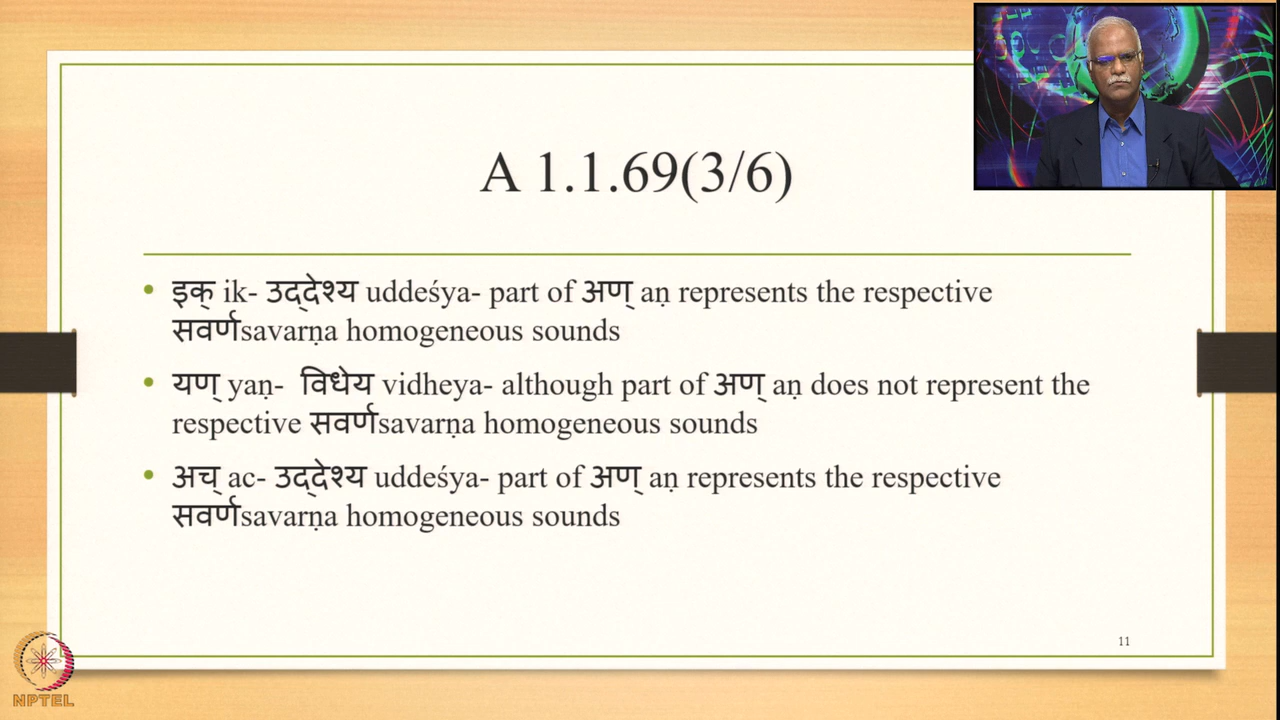 A 1.1.69(3/6)
• इक् ik- उद्देश्य uddeśya- part of अण् aṇ represents the respective
सवर्णsavarṇa homogeneous sounds
• यण् yaṇ-  विधेय vidheya- although part of अण् aṇ does not represent the
respective सवर्णsavarṇa homogeneous sounds
• अच् ac- उद्देश्य uddeśya- part of अण् aṇ represents the respective
सवर्णsavarṇa homogeneous sounds
11
NPTEL